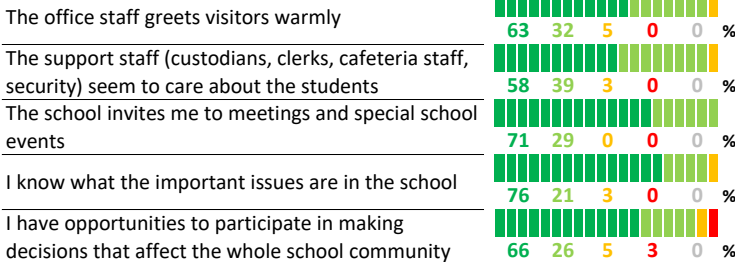 The office staff greets visitors warmly
63 32 5 0 0 %
The support staff (custodians, clerks, cafeteria staff,
security) seem to care about the students
58 39 3 0 0 %
The school invites me to meetings and special school
events
71 29 0 0 0 %
I know what the important issues are in the school
76 21 3 0 0 %
I have opportunities to participate in making
decisions that affect the whole school community
66 26 5 3 0 %